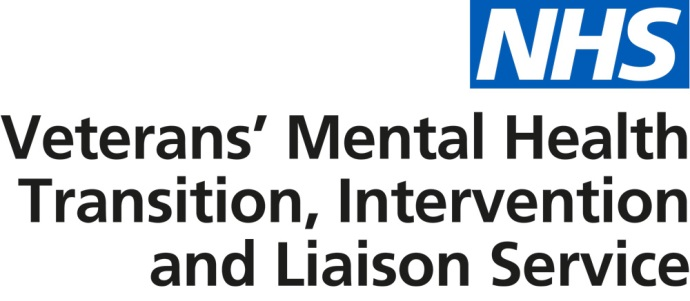 NHS
Veterans’ Mental Health
Transition, Intervention
and Liaison Service